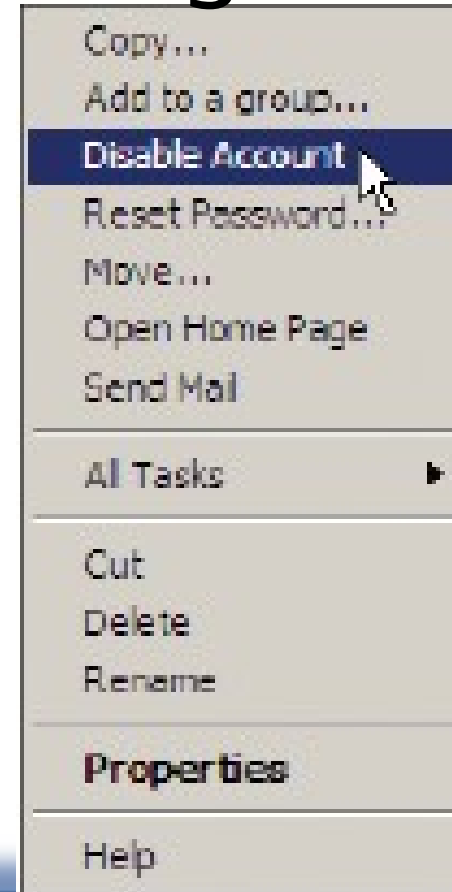 Copy...
Add to a group...
Disable Account
Reset Password...
Move...
Open Home Page
Send Mail
All Tasks
Cut
Delete
Rename
Properties
Help